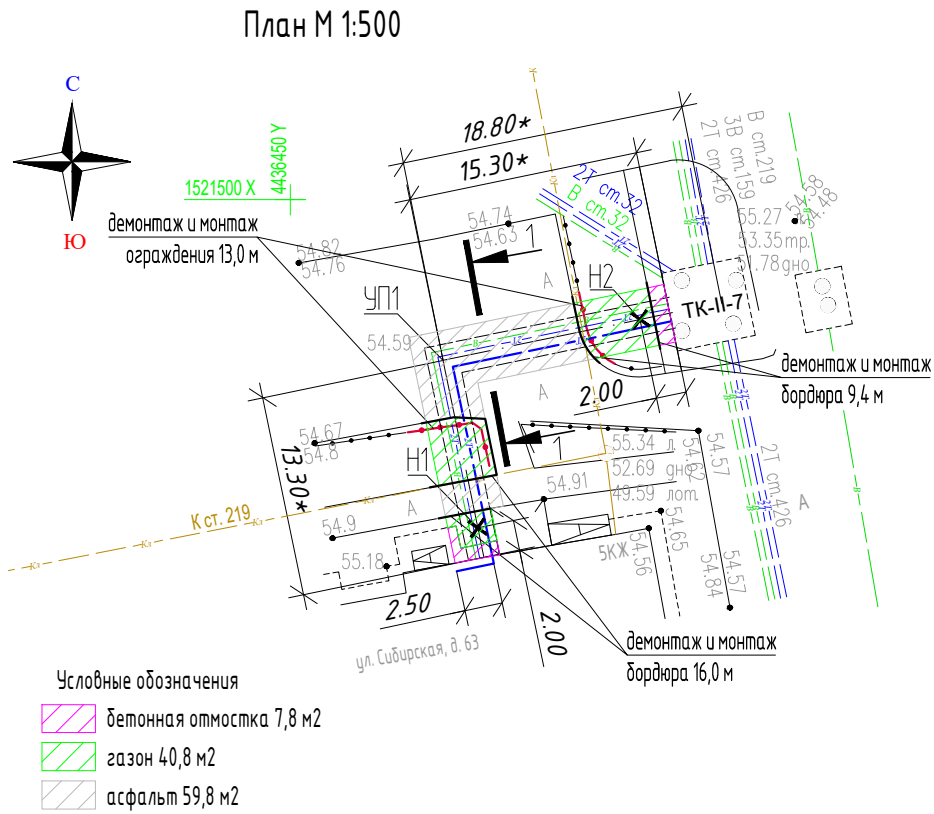 План М 1:500
С
Ю
1521500 X
4436450 Y
18.80*
15.30*
2Т ст.32
В ст.32
В ст.219
3В ст.159
2Т ст.426
54.58
54.48
55.27
53.35тр.
51.78дно
демонтаж и монтаж
ограждения 13,0 м
54.82
54.76
54.74
54.63
1
А
Н2
ТК-II-7
УП1
54.59
А
2.00
демонтаж и монтаж
бордюра 9,4 м
54.67
54.8
13.30*
Н1
1
55.34 л.
52.69 дно
49.59 лот.
54.62
54.57
2Т ст.426
А
К ст. 219
А
54.9
54.91
55.18
5КЖ
54.56
54.65
54.84
54.57
2.50
2.00
ул. Сибирская, д. 63
демонтаж и монтаж
бордюра 16,0 м
Условные обозначения
бетонная отмостка 7,8 м2
газон 40,8 м2
асфальт 59,8 м2